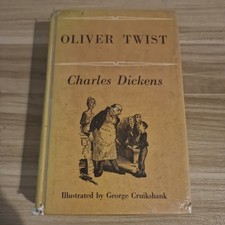 OLIVER TWIST
Charles Dickens
Illustrated by George Cruikshank